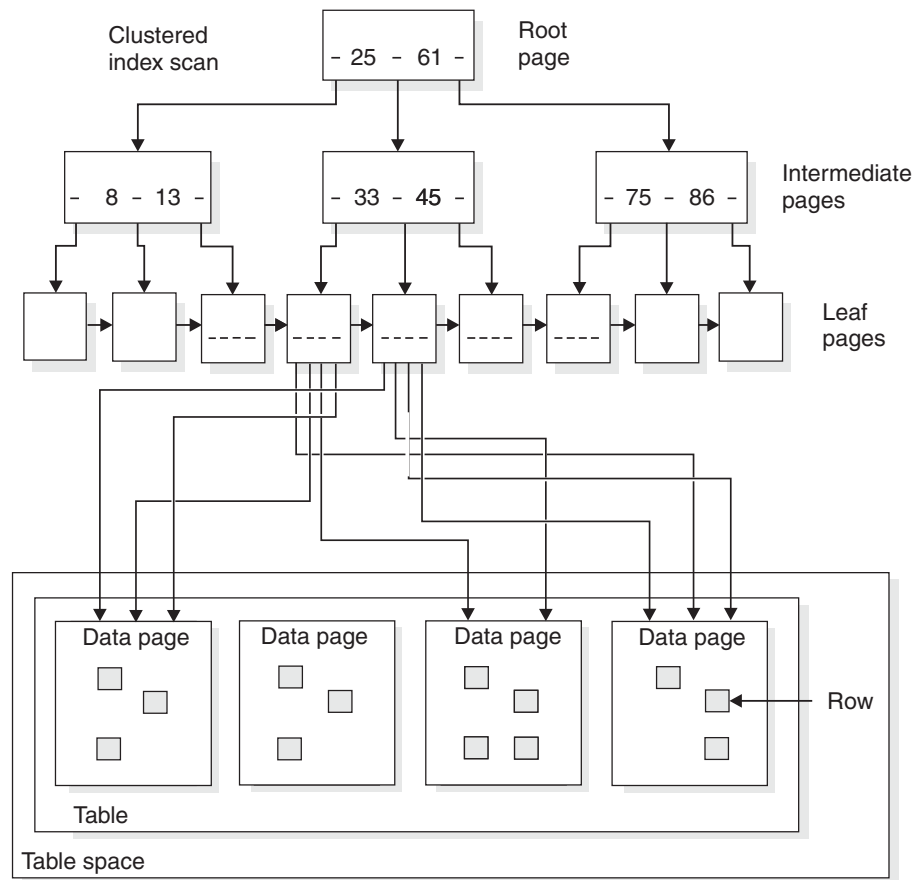 Clustered
index scan
Root
page
- 25 - 61 -
- 8 - 13 -
- 33 - 45 -
- 75 - 86 -
Intermediate
pages
Leaf
pages
Data page
Data page
Data page
Data page
Row
Table
Table space